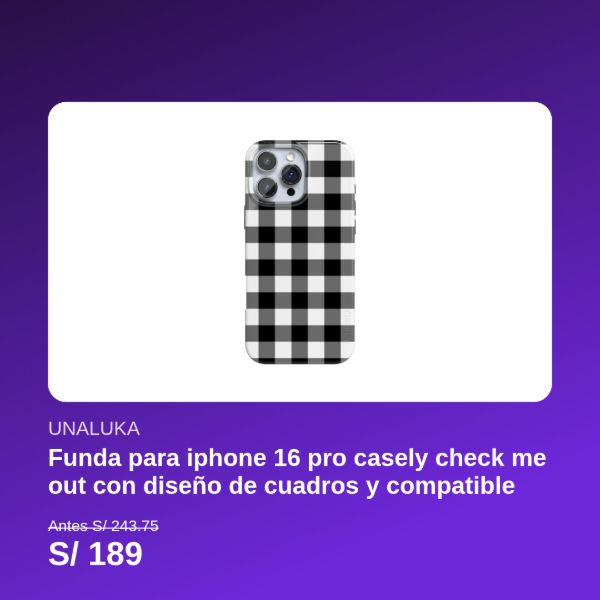 UNALUKA
Funda para iphone 16 pro casely check me
out con diseño de cuadros y compatible
Antes S/ 243.75
S/ 189